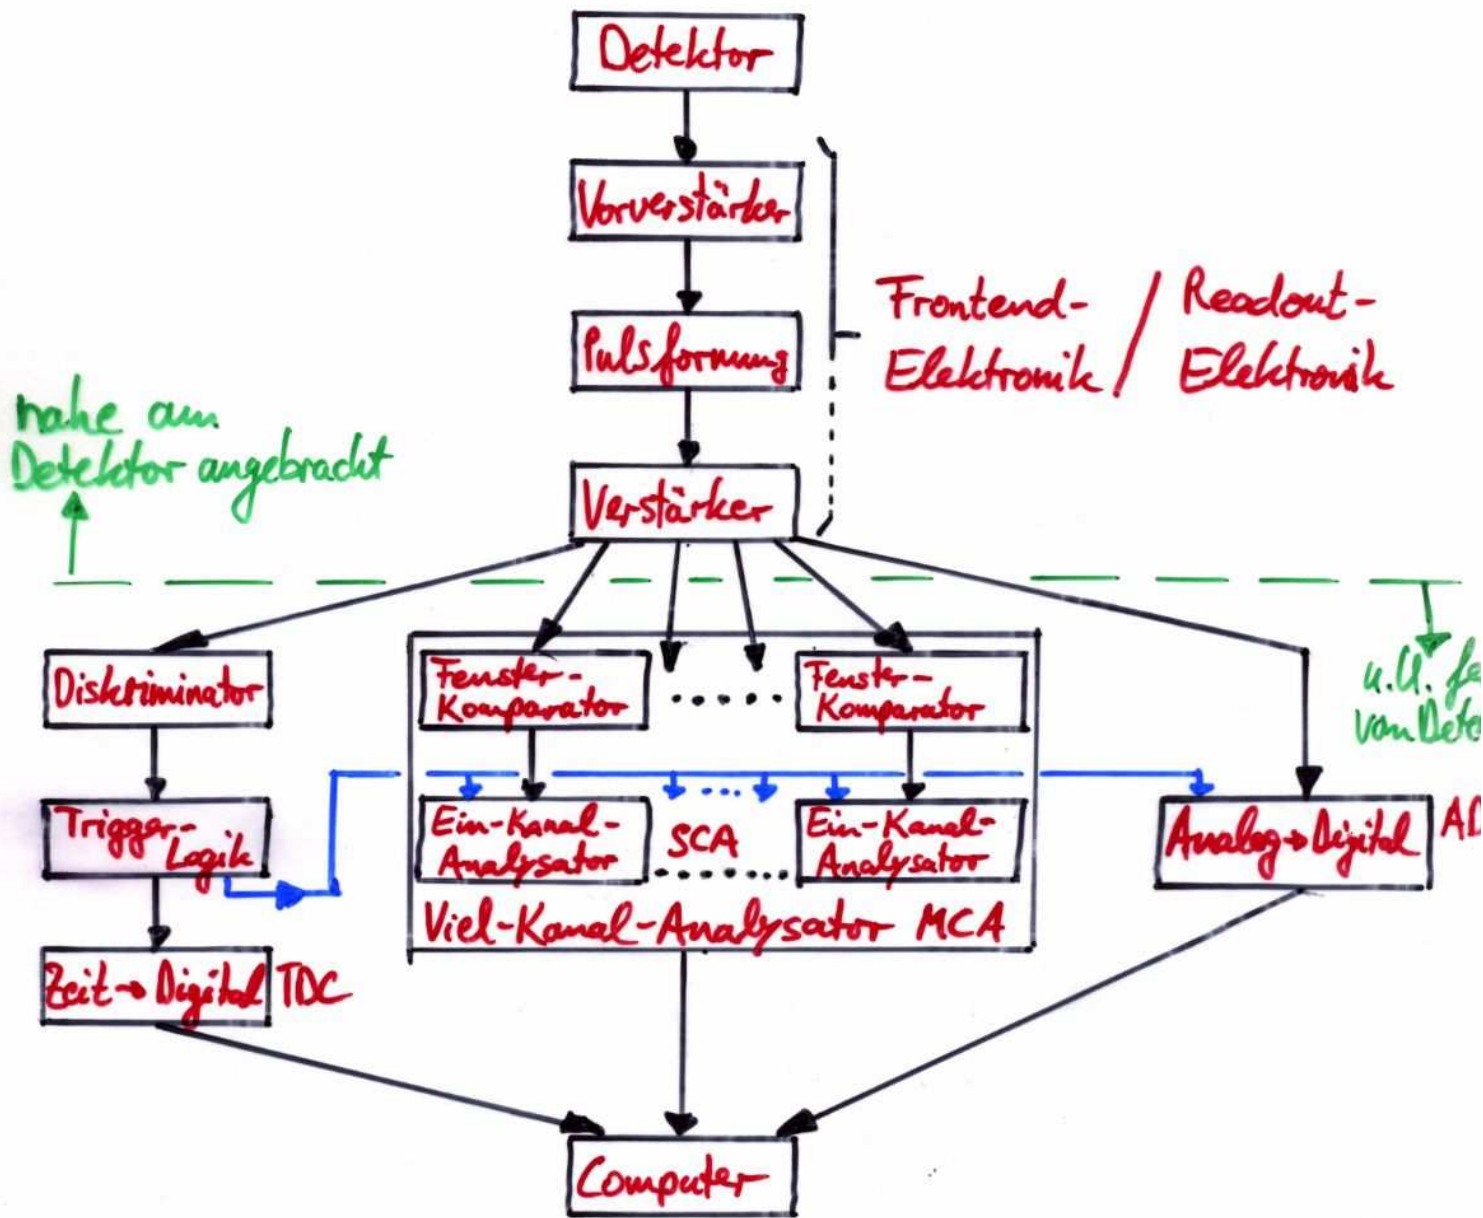 Detektor
Vorverstärker
Pulsformung
Frontend- / Readout-
Elektronik / Elektronik
nahe am
Detektor angebracht
Verstärker
Diskriminator
Fenster-
Komparator
Fenster-
Komparator
u.U.
von
Trigger-
Logik
Ein-Kanal-
Analysator
SCA
Ein-Kanal-
Analysator
Analog→Digital
Viel-Kanal-Analysator MCA
Zeit→Digital TDC
Computer